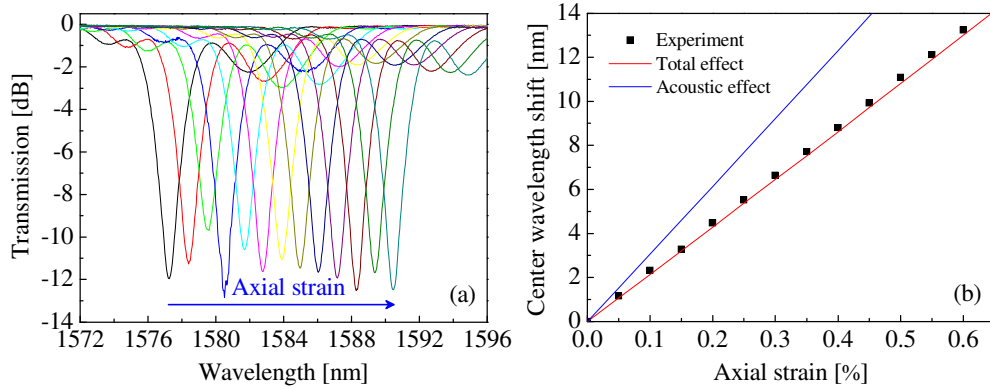 0
-2
-4
-6
-8
-10
-12
-14
Transmission [dB]
1572 1576 1580 1584 1588 1592 1596
Wavelength [nm]
Axial strain
(a)
14
12
10
8
6
4
2
0
Center wavelength shift [nm]
Experiment
Total effect
Acoustic effect
0.0 0.1 0.2 0.3 0.4 0.5 0.6
Axial strain [%]
(b)